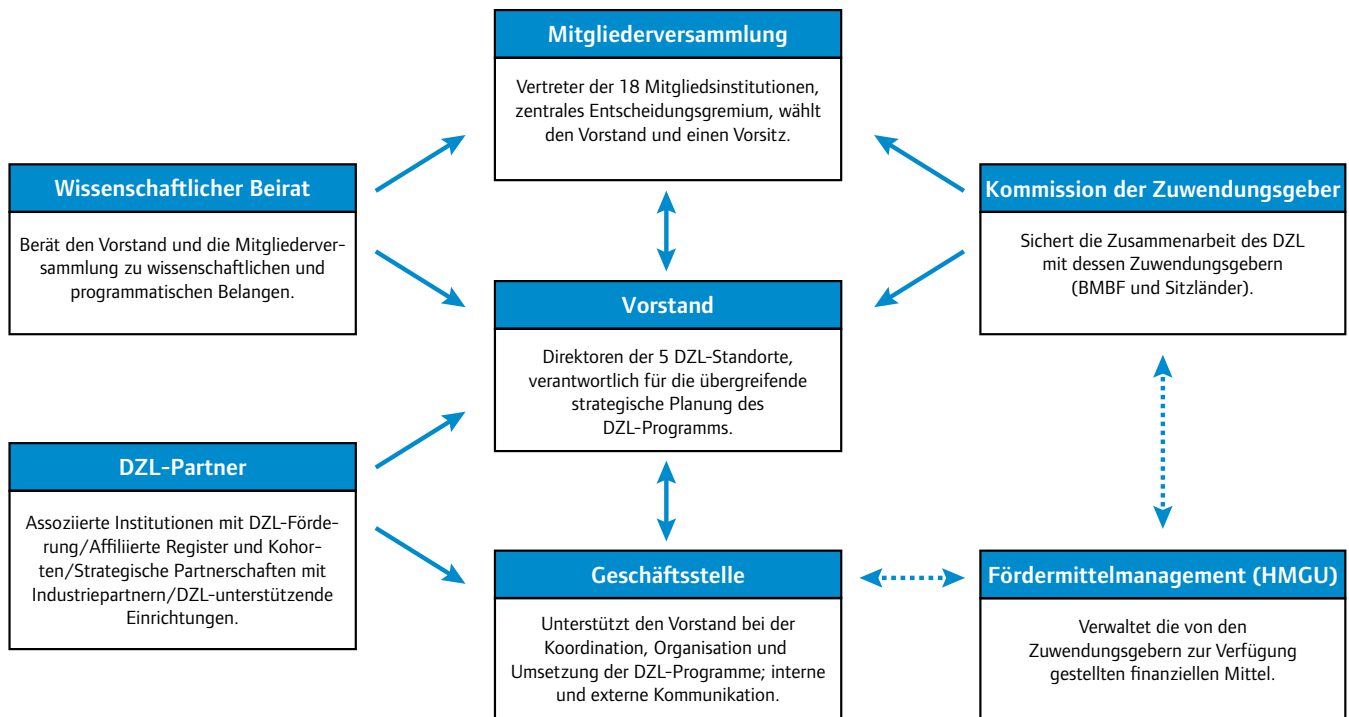 Mitgliederversammlung
Vertreter der 18 Mitgliedsinstitutionen,
zentrales Entscheidungsgremium, wählt
den Vorstand und einen Vorsitz.
Wissenschaftlicher Beirat
Berät den Vorstand und die Mitgliederver-
sammlung zu wissenschaftlichen und
programmatischen Belangen.
Kommission der Zuwendungsgeber
Sichert die Zusammenarbeit des DZL
mit dessen Zuwendungsgebern
(BMBF und Sitzländer).
Vorstand
Direktoren der 5 DZL-Standorte,
verantwortlich für die übergreifende
strategische Planung des
DZL-Programms.
DZL-Partner
Assoziierte Institutionen mit DZL-Förde-
rung/Affiliierte Register und Kohor-
ten/Strategische Partnerschaften mit
Industriepartnern/DZL-unterstützende
Einrichtungen.
Geschäftsstelle
Unterstützt den Vorstand bei der
Koordination, Organisation und
Umsetzung der DZL-Programme; interne
und externe Kommunikation.
Fördermittelmanagement (HMGU)
Verwaltet die von den
Zuwendungsgebern zur Verfügung
gestellten finanziellen Mittel.